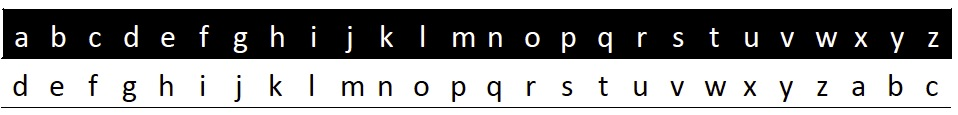 a b c d e f g h i j k l m n o p q r s t u v w x y z
d e f g h i j k l m n o p q r s t u v w x y z a b c